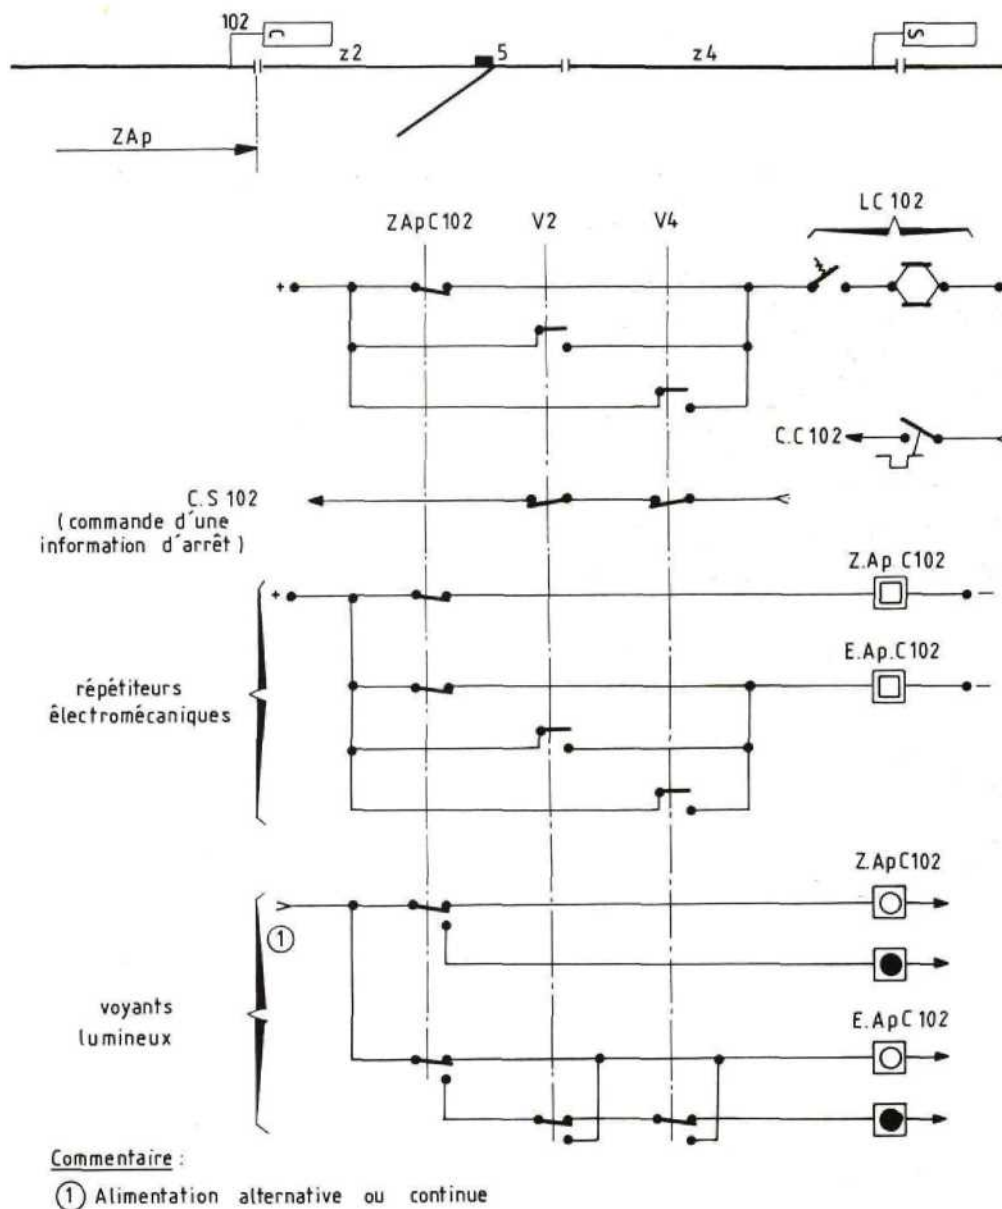 102
C
S
z2
5
z4
ZAp
LC 102
ZApC102
V2
V4
+
C.C 102
C.S 102
(commande d'une
information d'arrêt)
Z.Ap.C102
+
—
E.Ap.C102
—
répétiteurs
électromécaniques
Z.ApC102
1
voyants
lumineux
E.ApC 102
Commentaire :
1 Alimentation alternative ou continue